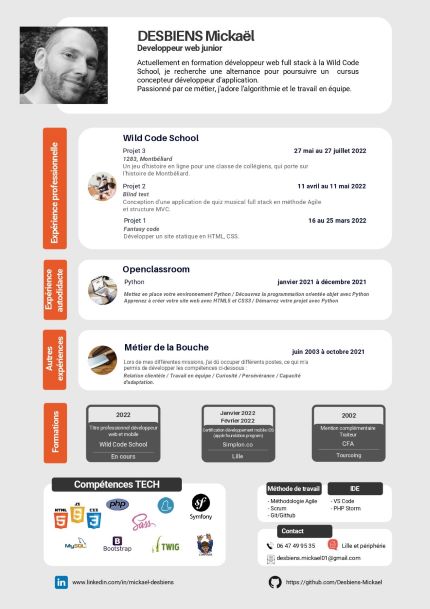 DESBIENS Mickaël
Developpeur web junior
Actuellement en formation développeur web full stack à la Wild Code
School, je recherche une alternance pour poursuivre un cursus
concepteur développeur d'application.
Passionné par ce métier, j'adore l'algorithmie et le travail en équipe.
Expérience professionnelle
Wild Code School
Projet 3 27 mai au 27 juillet 2022
1283, Montbéliard
Un jeu d'histoire en ligne pour une classe de collégiens, qui porte sur
l'histoire de Montbéliard.
Projet 2 11 avril au 11 mai 2022
Blind test
Conception d'une application de quiz musical full stack en méthode Agile
et structure MVC.
Projet 1 16 au 25 mars 2022
Fantasy code
Développer un site statique en HTML, CSS.
Expérience
autodidacte
Openclassroom
Python janvier 2021 à décembre 2021
Mettez en place votre environnement Python / Découvrez la programmation orientée objet avec Python
Apprenez à créer votre site web avec HTML5 et CSS3 / Démarrez votre projet avec Python
Autres
expériences
Métier de la Bouche
juin 2003 à octobre 2021
Lors de mes différentes missions, j'ai dû occuper différents postes, ce qui m'a
permis de développer les compétences ci-dessous :
Relation clientèle / Travail en équipe / Curiosité / Persévérance / Capacité
d'adaptation.
Formations
2022
Titre professionnel développeur
web et mobile
Wild Code School
En cours
Janvier 2022
Février 2022
Certification développement mobile iOS
(apple foundation program)
Simplon.co
Lille
2002
Mention complémentaire
Traiteur
CFA
Tourcoing
Compétences TECH
HTML
JS
CSS
php
sf
Symfony
Sass
MySQL
B
Bootstrap
TWIG
Méthode de travail
- Méthodologie Agile
- Scrum
- Git/Github
IDE
- VS Code
- PHP Storm
Contact
06 47 49 95 35
Lille et périphérie
desbiens.mickael01@gmail.com
in
www.linkedin.com/in/mickael-desbiens
https://github.com/Desbiens-Mickael